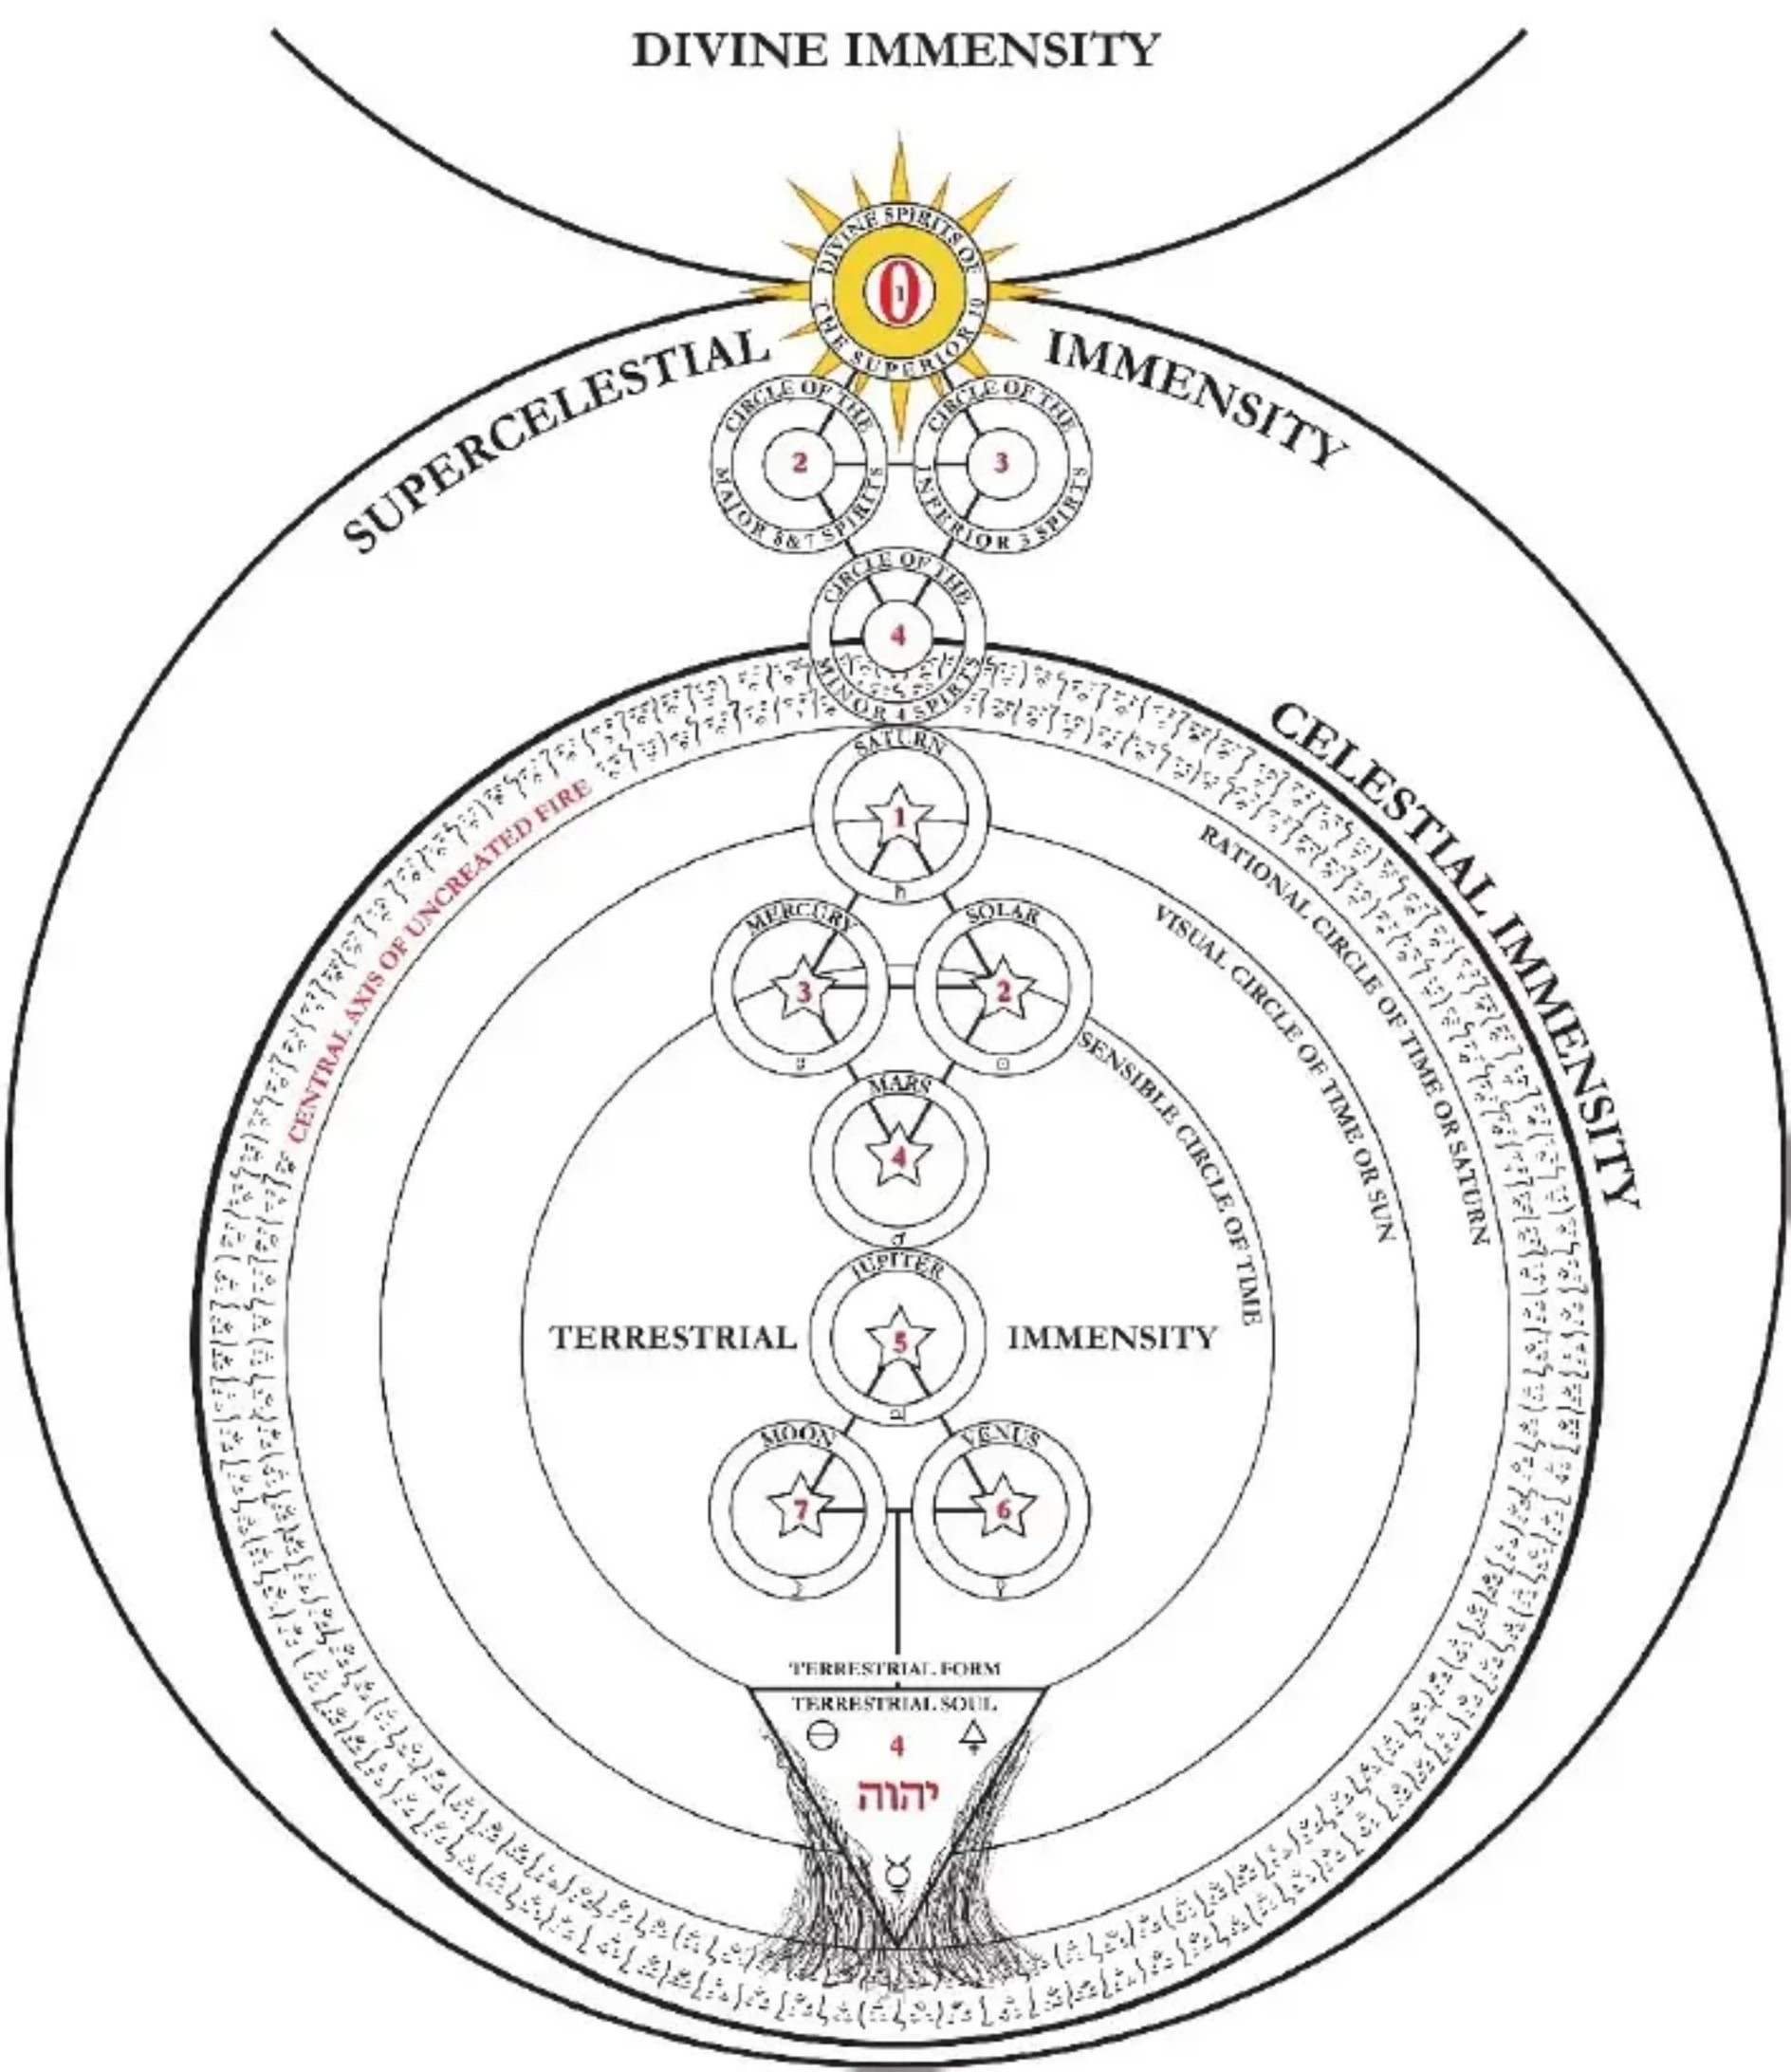 DIVINE IMMENSITY
DIVINE SPIRITS OF
THE SUPERIOR 10
1
SUPERCELESTIAL IMMENSITY
CIRCLE OF THE
2
MAJOR 8&7 SPIRITS
CIRCLE OF THE
3
INFERIOR 3 SPIRITS
CIRCLE OF THE
4
MINOR 4 SPIRITS
CELESTIAL IMMENSITY
CENTRAL AXIS OF UNCREATED FIRE
RATIONAL CIRCLE OF TIME OR SATURN
VISUAL CIRCLE OF TIME OR SUN
SENSIBLE CIRCLE OF TIME
SATURN
1
♄
MERCURY
3
☿
SOLAR
2
☉
MARS
4
♂
JUPITER
5
♃
TERRESTRIAL IMMENSITY
MOON
7
☽
VENUS
6
♀
TERRESTRIAL FORM
TERRESTRIAL SOUL
4
יהוה